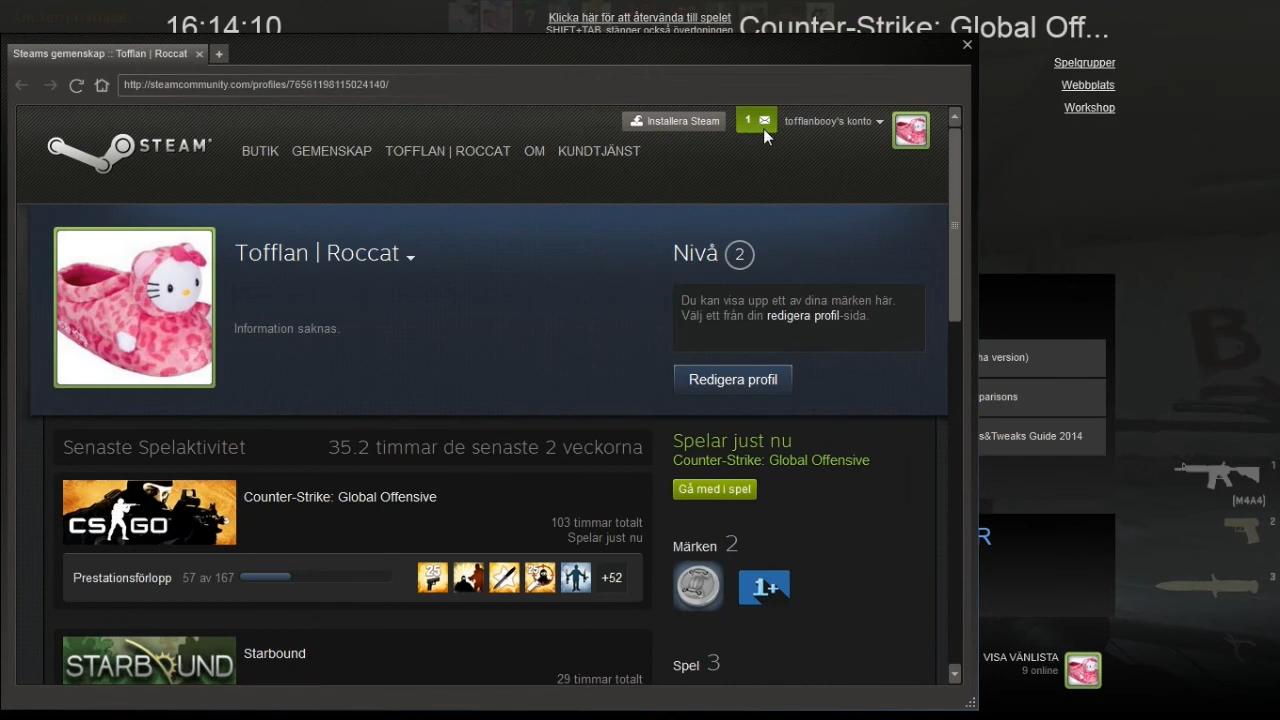 16:14:10
Klicka här för att återvända till spelet
SHIFT+TAB stänger också övertoningen
Counter-Strike: Global Off...
Steams gemenskap :: Tofflan | Roccat
http://steamcommunity.com/profiles/76561198115024140/
Spelgrupper
Webbplats
Workshop
Installera Steam
1
tofflanbooy's konto
STEAM
BUTIK GEMENSKAP TOFFLAN | ROCCAT OM KUNDTJÄNST
Tofflan | Roccat
Information saknas.
Nivå 2
Du kan visa upp ett av dina märken här.
Välj ett från din redigera profil-sida.
Redigera profil
Senaste Spelaktivitet 35.2 timmar de senaste 2 veckorna
Counter-Strike: Global Offensive
CS GO
103 timmar totalt
Spelar just nu
Prestationsförlopp 57 av 167
25
25
+52
STARBOUND
Starbound
29 timmar totalt
Spelar just nu
Counter-Strike: Global Offensive
Gå med i spel
Märken 2
1+
Spel 3
ha version)
parisons
s&Tweaks Guide 2014
B
1
[M4A4]
2
3
R
VISA VÄNLISTA
9 online